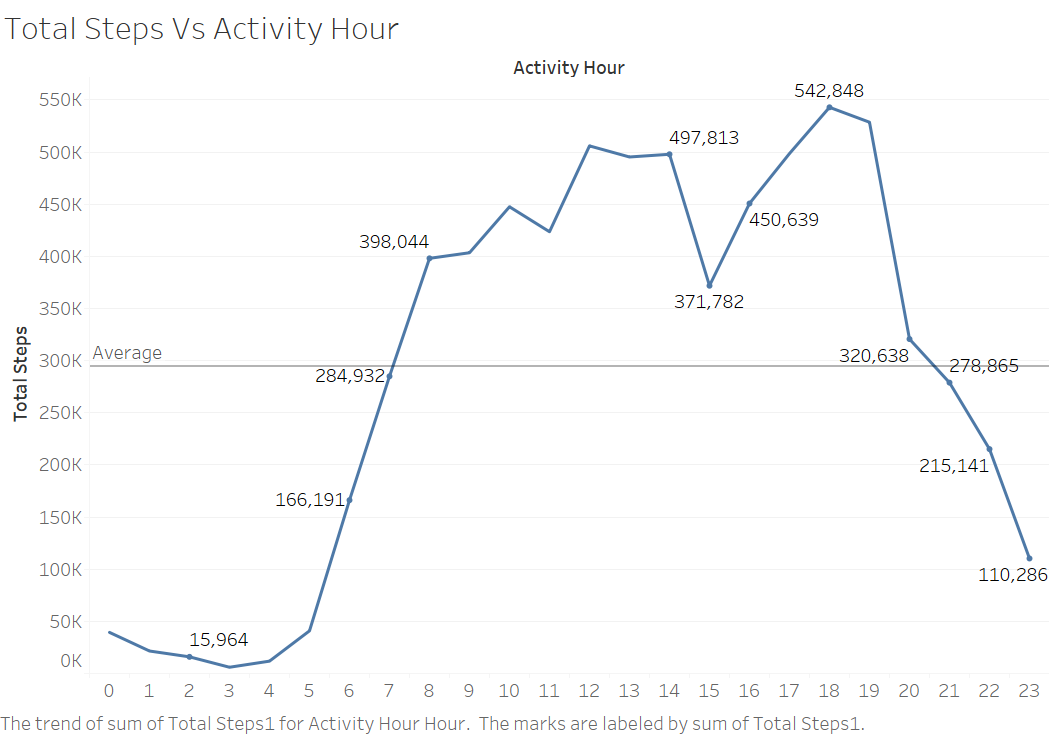 Total Steps Vs Activity Hour
Activity Hour
550K
542,848
500K
497,813
450K
450,639
400K
398,044
371,782
350K
Total Steps
300K
Average
320,638
278,865
284,932
250K
200K
215,141
166,191
150K
100K
110,286
50K
15,964
0K
0 1 2 3 4 5 6 7 8 9 10 11 12 13 14 15 16 17 18 19 20 21 22 23
The trend of sum of Total Steps1 for Activity Hour Hour.  The marks are labeled by sum of Total Steps1.